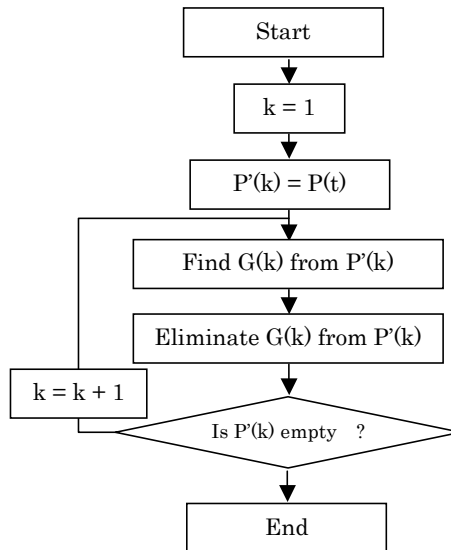 Start
k = 1
P'(k) = P(t)
Find G(k) from P'(k)
Eliminate G(k) from P'(k)
k = k + 1
Is P'(k) empty ?
End